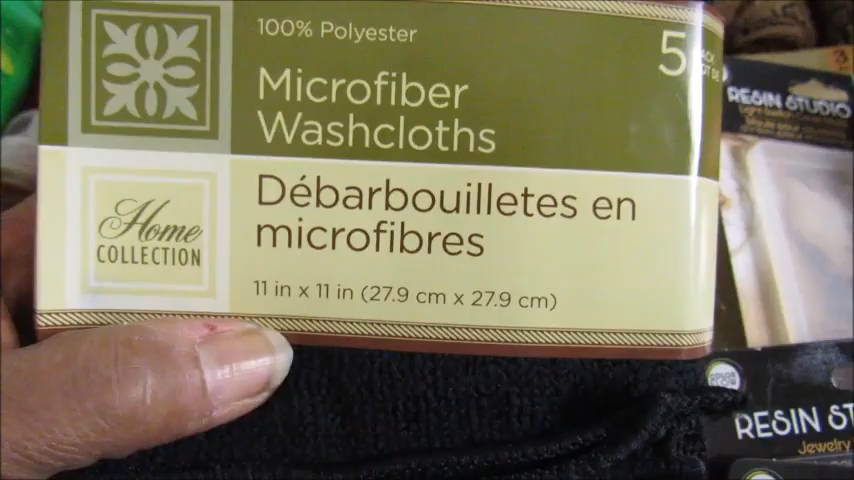 100% Polyester
5
Microfiber
Washcloths
Débarbouilletes en
microfibres
Home
COLLECTION
11 in x 11 in (27.9 cm x 27.9 cm)
RESIN STUDIO
RESIN ST
Jewelry